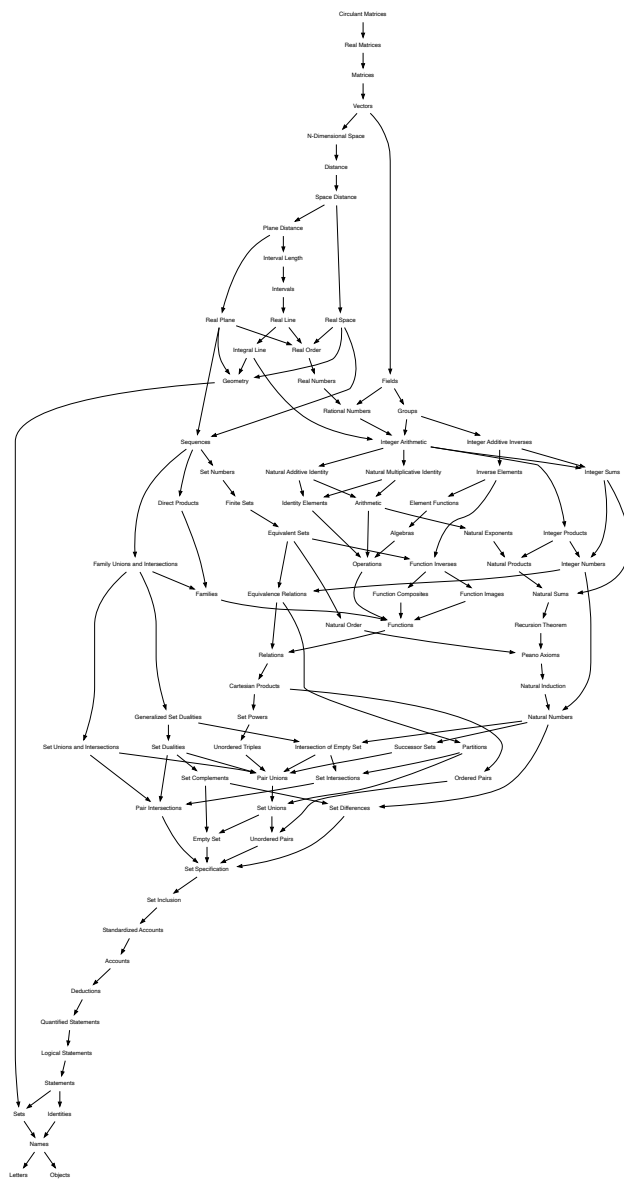 Circulant Matrices
Real Matrices
Matrices
Vectors
N-Dimensional Space
Distance
Space Distance
Plane Distance
Interval Length
Intervals
Real Plane
Real Line
Real Space
Integral Line
Real Order
Geometry
Real Numbers
Fields
Rational Numbers
Groups
Sequences
Integer Arithmetic
Integer Additive Inverses
Set Numbers
Natural Additive Identity
Natural Multiplicative Identity
Inverse Elements
Integer Sums
Direct Products
Finite Sets
Identity Elements
Arithmetic
Element Functions
Equivalent Sets
Algebras
Natural Exponents
Integer Products
Family Unions and Intersections
Operations
Function Inverses
Natural Products
Integer Numbers
Families
Equivalence Relations
Function Composites
Function Images
Natural Sums
Natural Order
Functions
Recursion Theorem
Relations
Peano Axioms
Cartesian Products
Natural Induction
Generalized Set Dualities
Set Powers
Natural Numbers
Set Unions and Intersections
Set Dualities
Unordered Triples
Intersection of Empty Set
Successor Sets
Partitions
Set Complements
Pair Unions
Set Intersections
Ordered Pairs
Pair Intersections
Set Unions
Set Differences
Empty Set
Unordered Pairs
Set Specification
Set Inclusion
Standardized Accounts
Accounts
Deductions
Quantified Statements
Logical Statements
Statements
Sets
Identities
Names
Letters
Objects